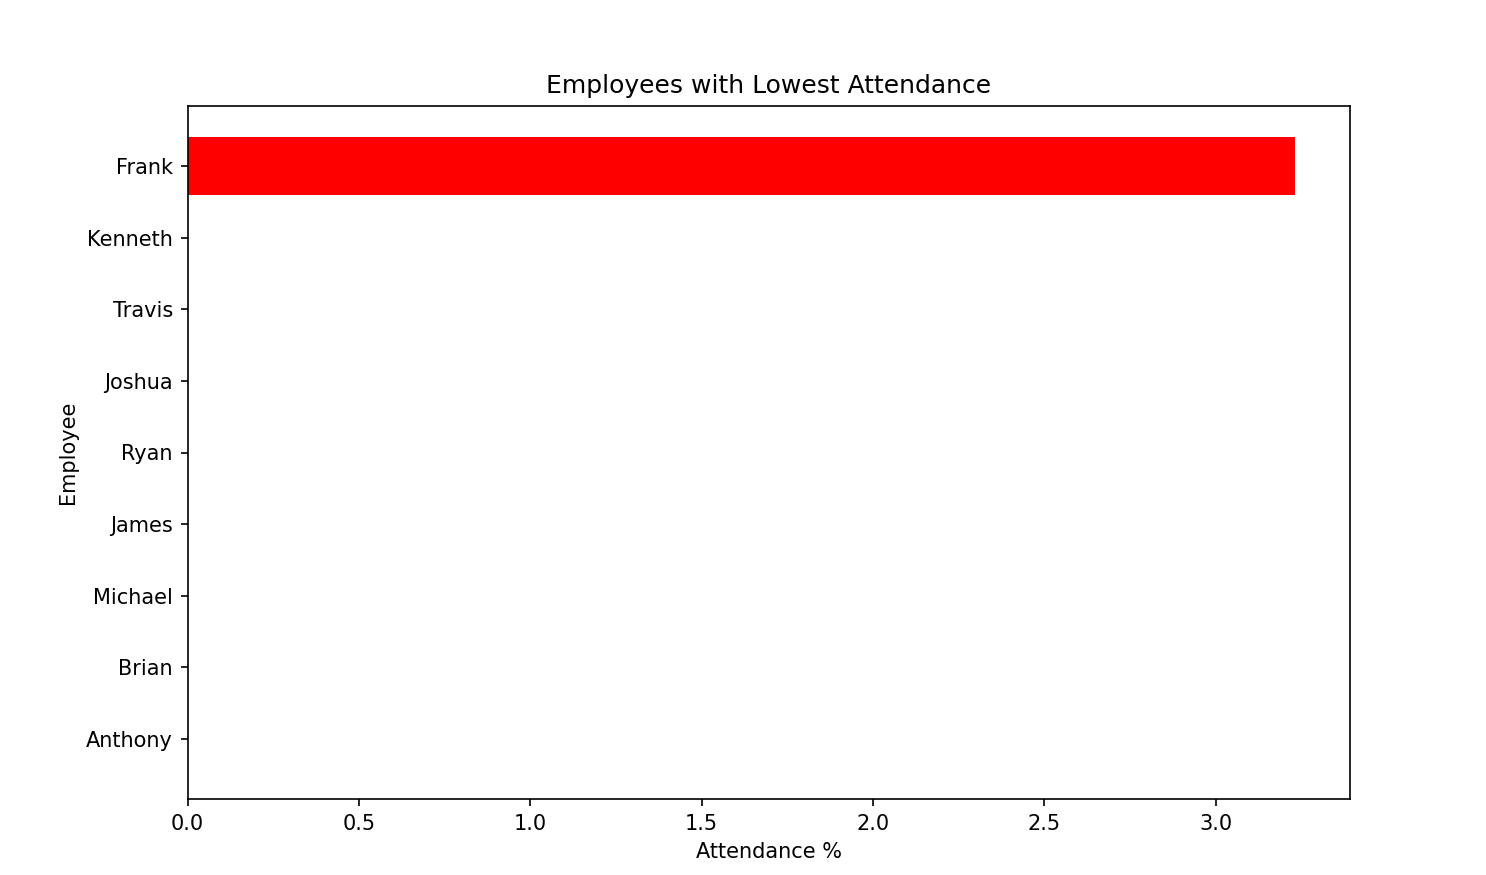 Employees with Lowest Attendance
Frank
Kenneth
Travis
Joshua
Ryan
James
Michael
Brian
Anthony
Employee
0.0 0.5 1.0 1.5 2.0 2.5 3.0
Attendance %